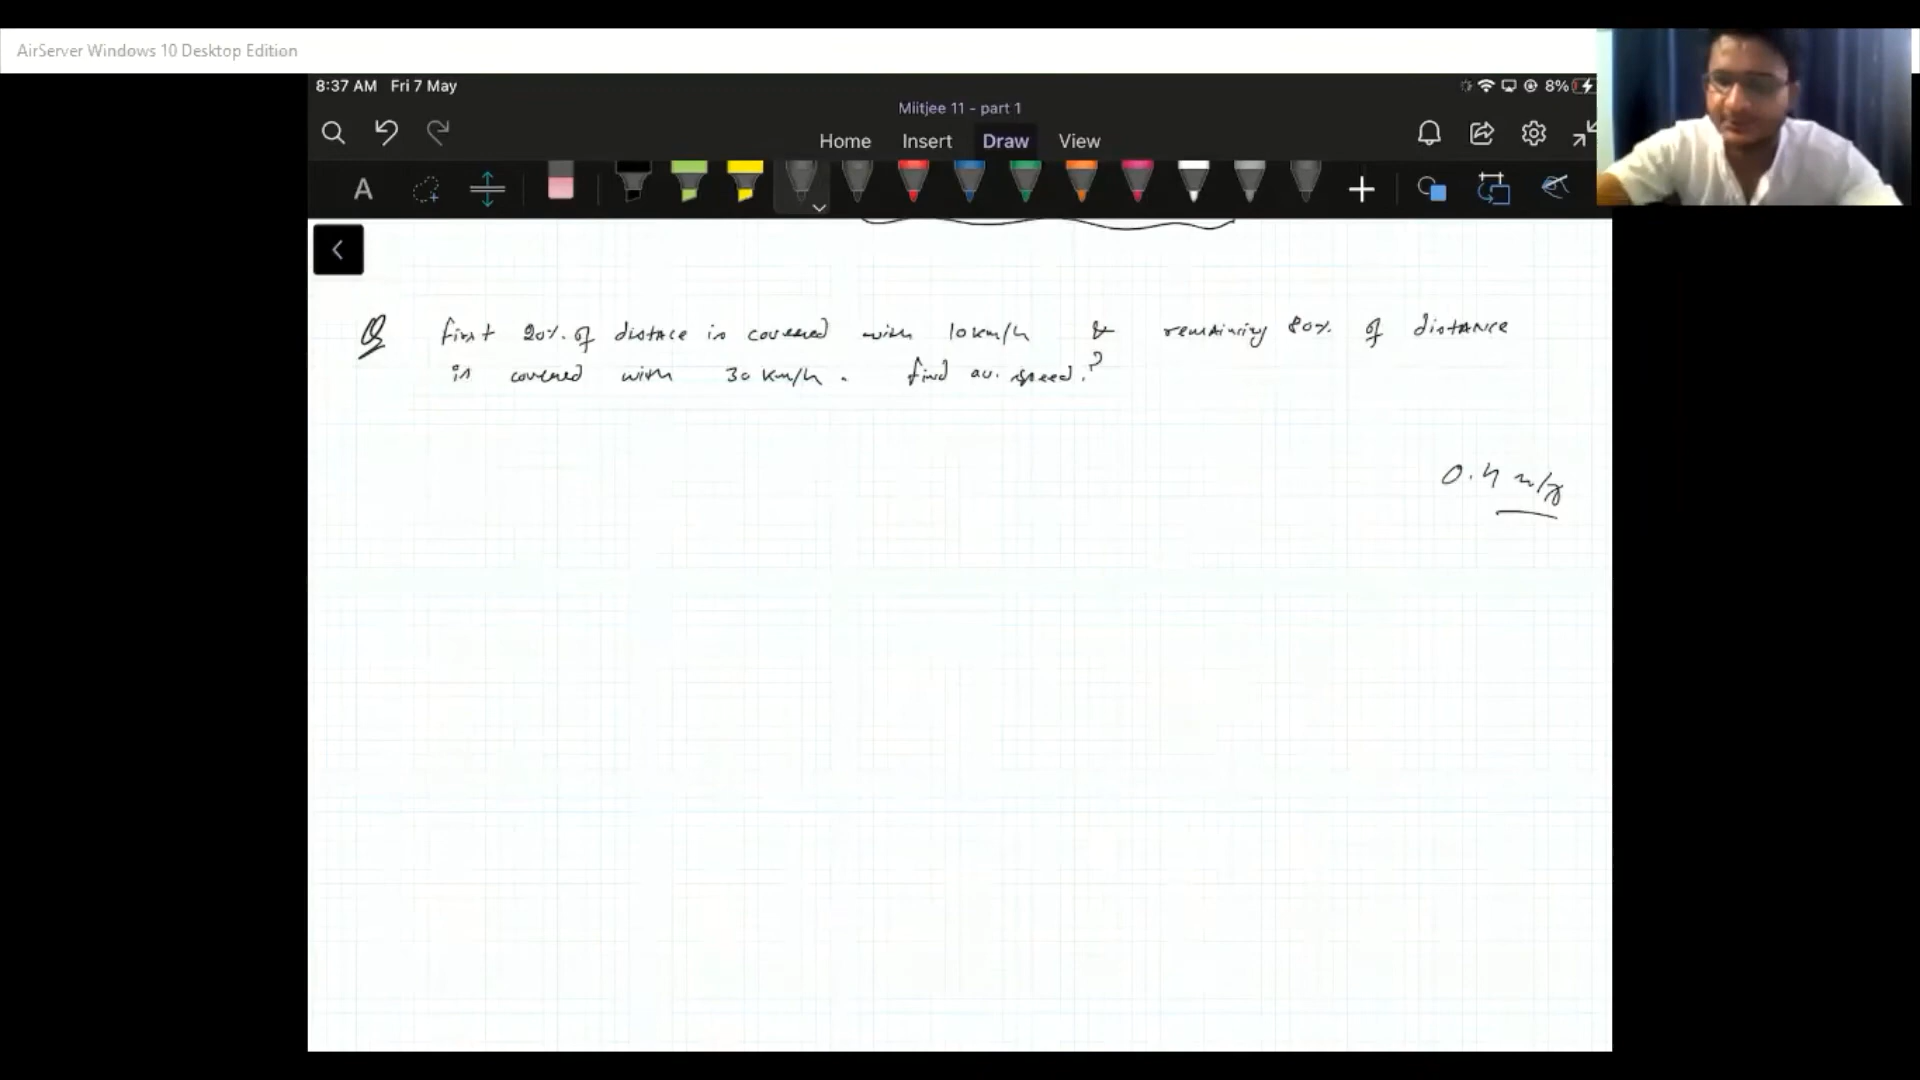 AirServer Windows 10 Desktop Edition
8:37 AM Fri 7 May
8%
Miitjee 11 - part 1
Home Insert Draw View
A
Q first 20% of distace is covered with 10 km/h & remaining 80% of distance
is covered with 30 km/h. find av. speed.?
0.4 m/s